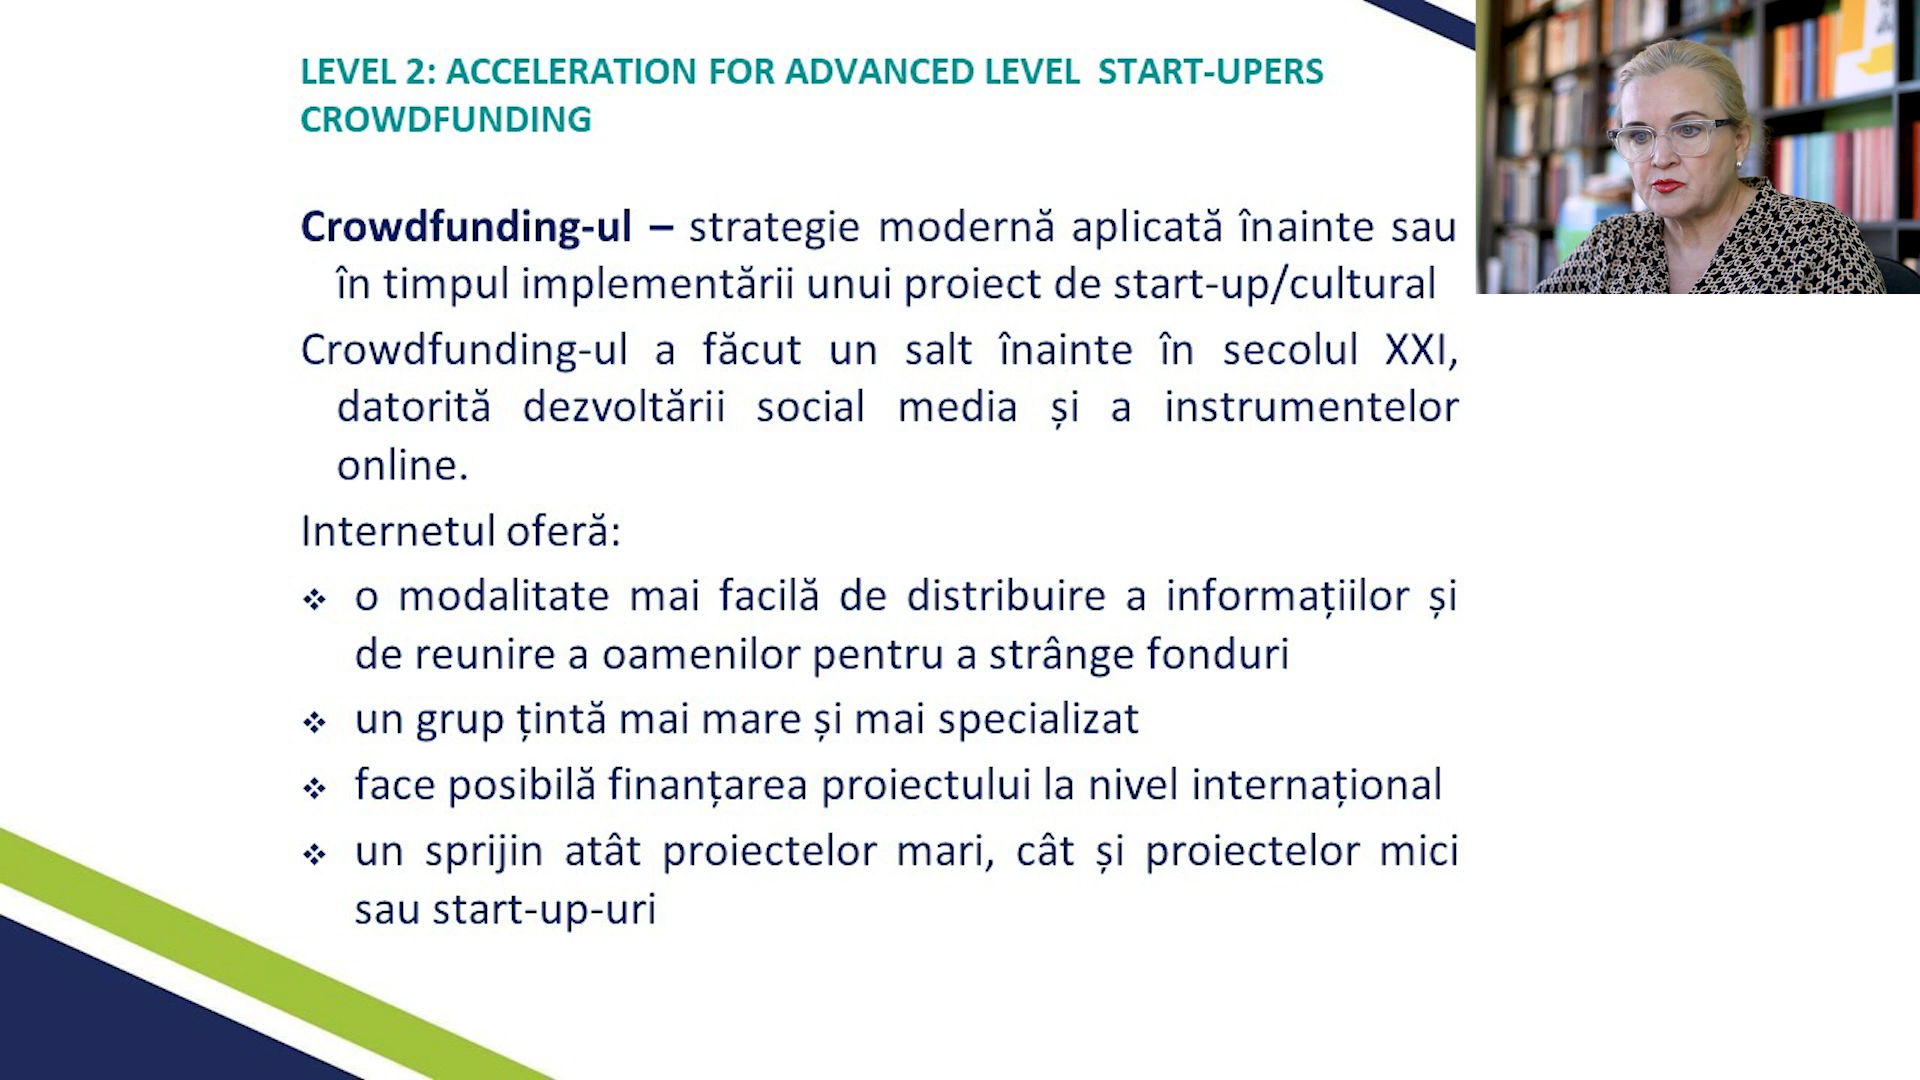 LEVEL 2: ACCELERATION FOR ADVANCED LEVEL START-UPERS
CROWDFUNDING
Crowdfunding-ul – strategie modernă aplicată înainte sau
în timpul implementării unui proiect de start-up/cultural
Crowdfunding-ul a făcut un salt înainte în secolul XXI,
datorită dezvoltării social media și a instrumentelor
online.
Internetul oferă:
❖ o modalitate mai facilă de distribuire a informațiilor și
de reunire a oamenilor pentru a strânge fonduri
❖ un grup țintă mai mare și mai specializat
❖ face posibilă finanțarea proiectului la nivel internațional
❖ un sprijin atât proiectelor mari, cât și proiectelor mici
sau start-up-uri